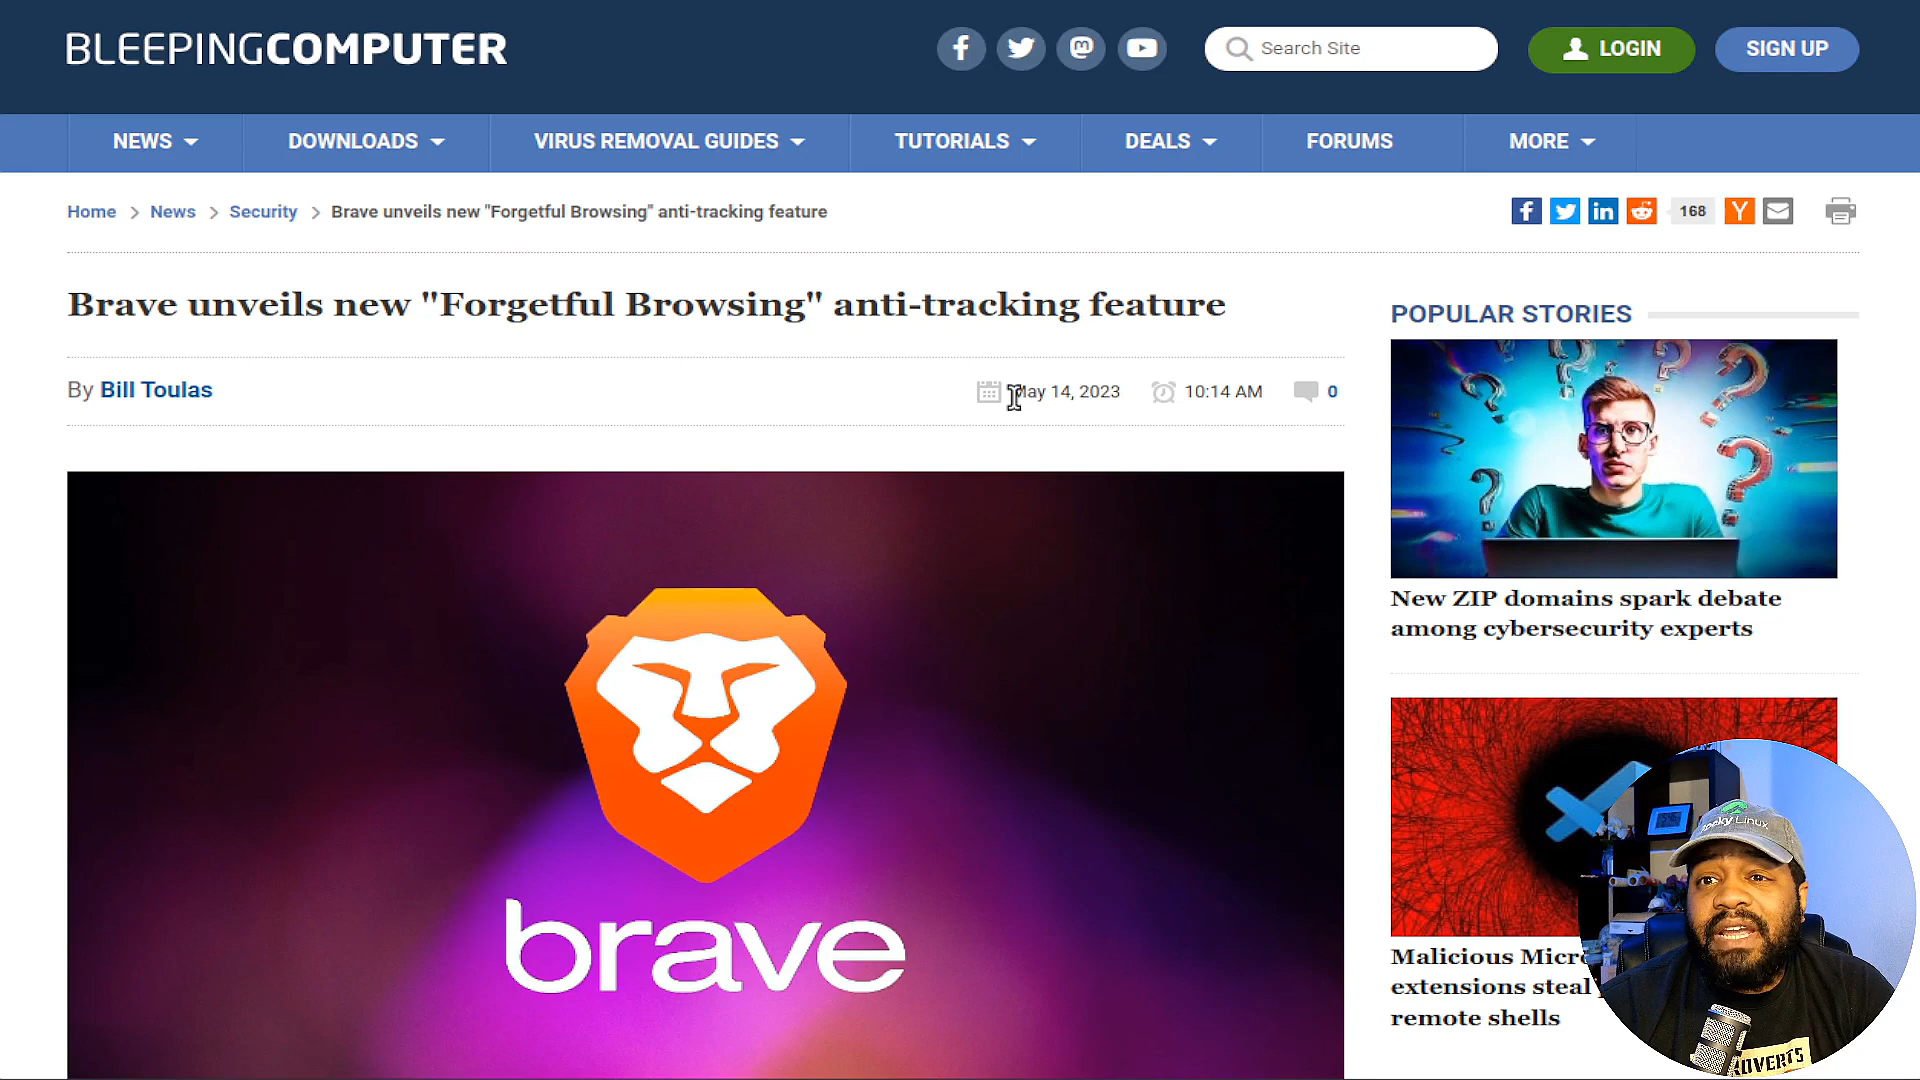 BLEEPINGCOMPUTER
Search Site
LOGIN
SIGN UP
NEWS
DOWNLOADS
VIRUS REMOVAL GUIDES
TUTORIALS
DEALS
FORUMS
MORE
Home > News > Security > Brave unveils new "Forgetful Browsing" anti-tracking feature
168
Brave unveils new "Forgetful Browsing" anti-tracking feature
By Bill Toulas
May 14, 2023
10:14 AM
0
brave
POPULAR STORIES
New ZIP domains spark debate
among cybersecurity experts
Malicious
extensions steal
remote shells
Linux